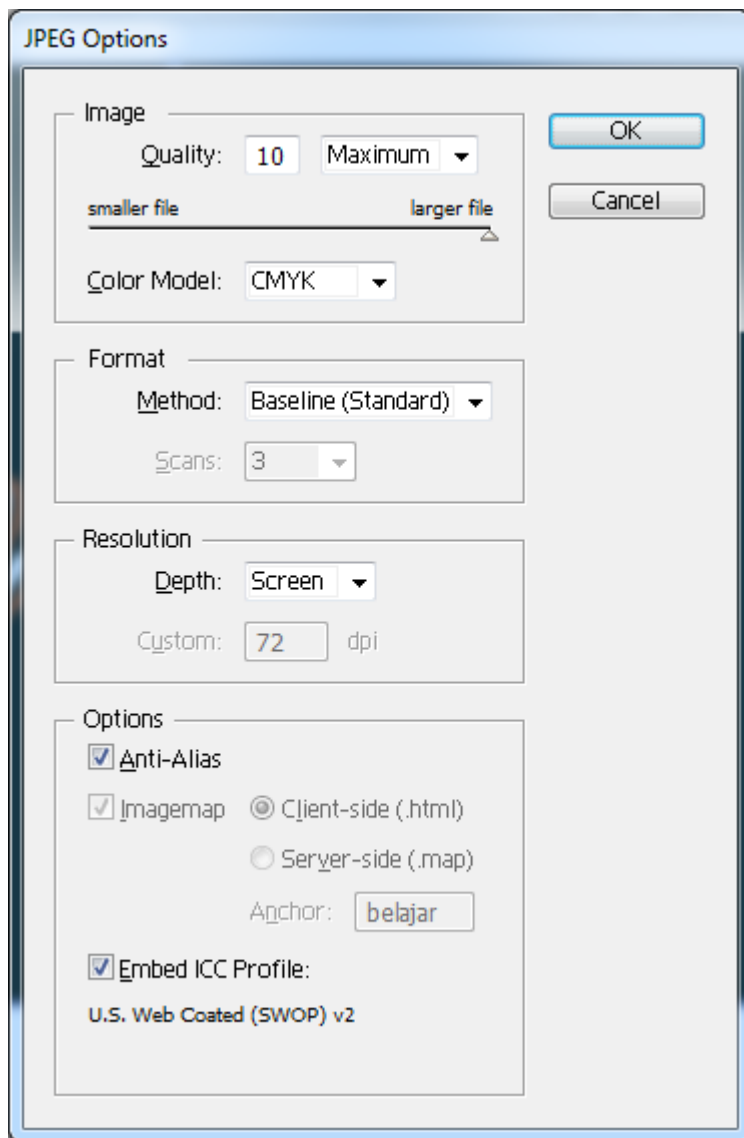 JPEG Options
Image
Quality: 10 Maximum
smaller file larger file
Color Model: CMYK
OK
Cancel
Format
Method: Baseline (Standard)
Scans: 3
Resolution
Depth: Screen
Custom: 72 dpi
Options
Anti-Alias
Imagemap Client-side (.html)
Server-side (.map)
Anchor: belajar
Embed ICC Profile:
U.S. Web Coated (SWOP) v2